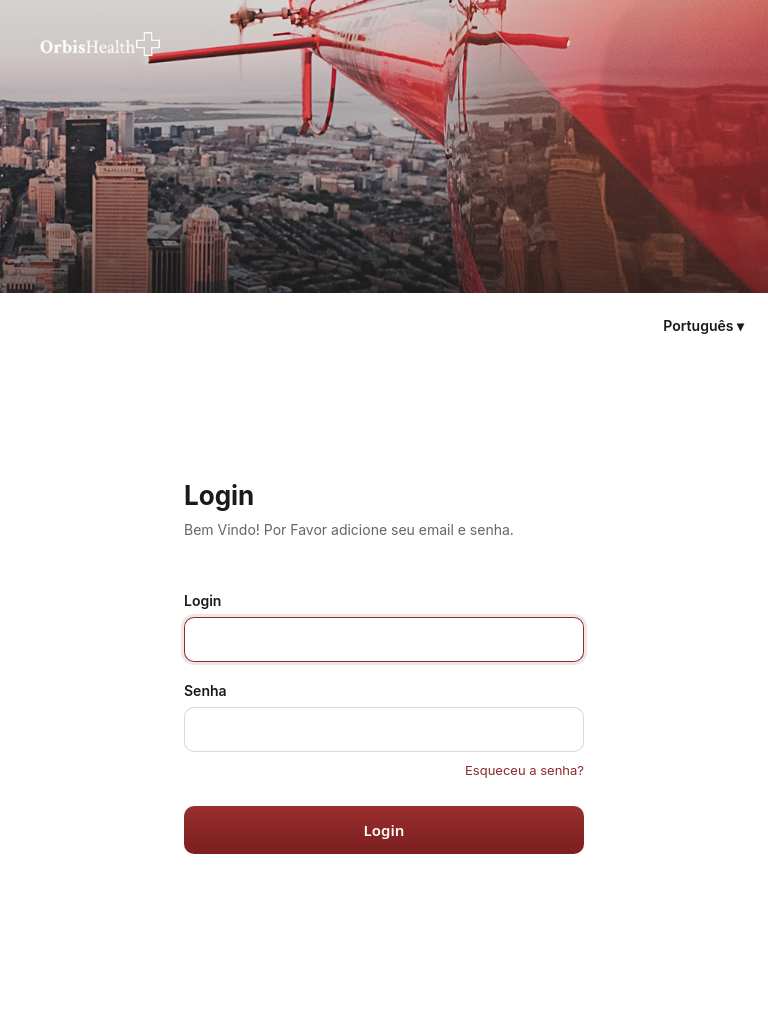 OrbisHealth
Português ▾
Login
Bem Vindo! Por Favor adicione seu email e senha.
Login
Senha
Esqueceu a senha?
Login